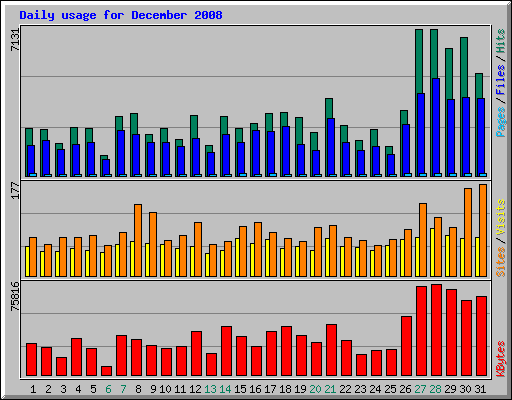 Daily usage for December 2008
7131
Pages / Files / Hits
177
Sites / Visits
75816
KBytes
1 2 3 4 5 6 7 8 9 10 11 12 13 14 15 16 17 18 19 20 21 22 23 24 25 26 27 28 29 30 31